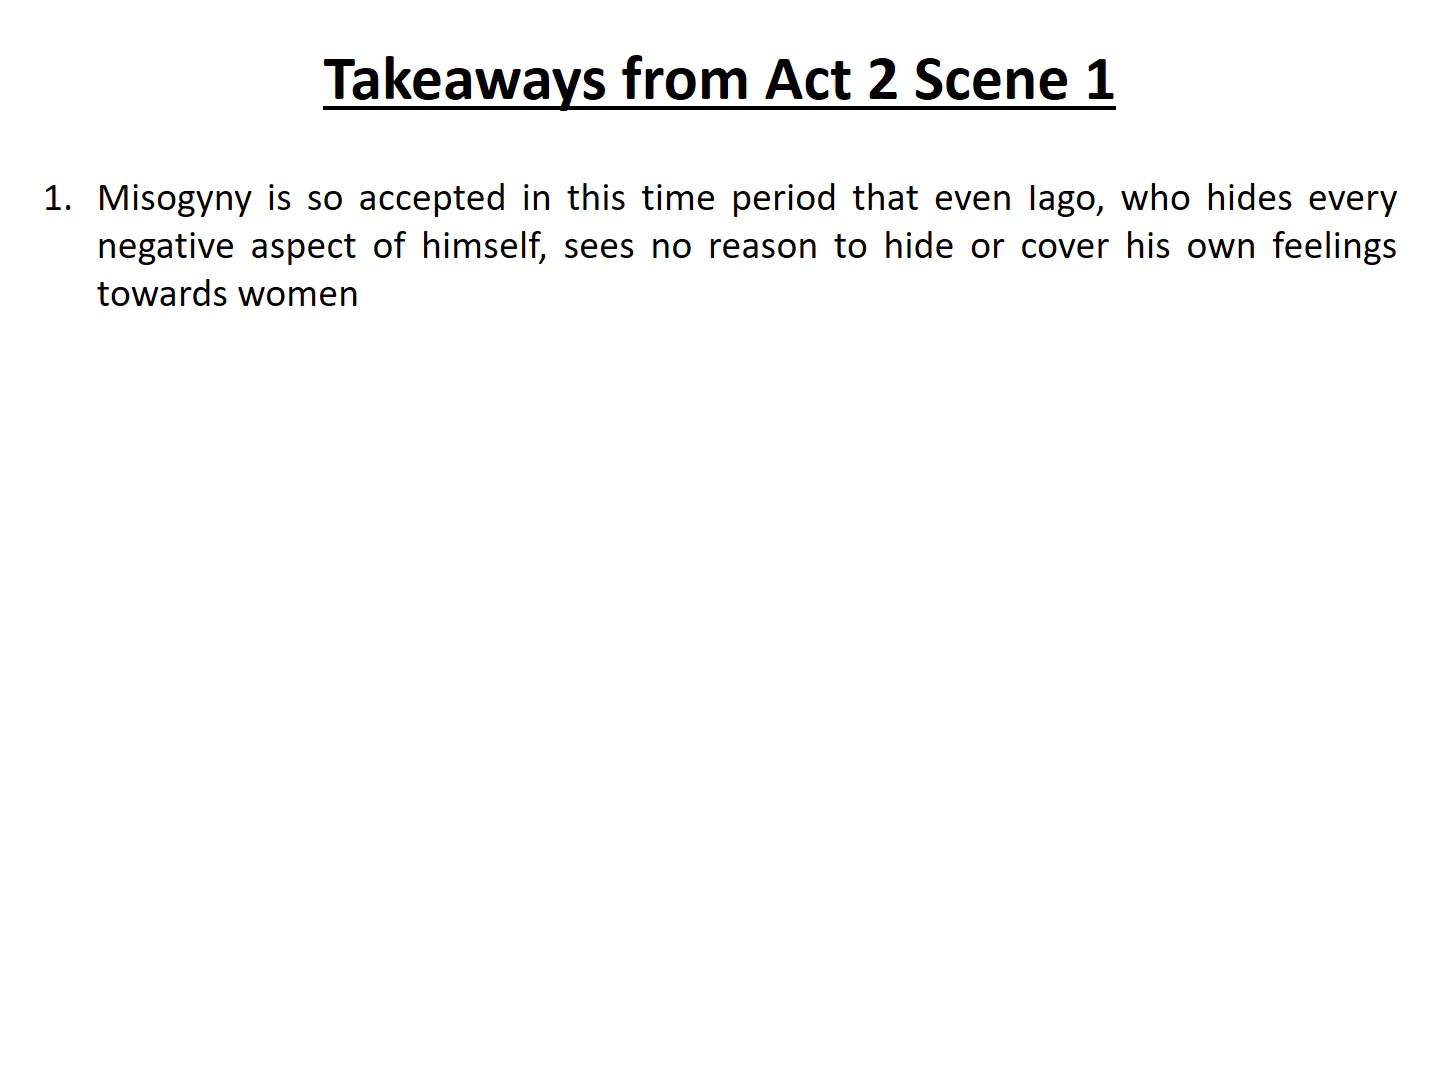 Takeaways from Act 2 Scene 1
1. Misogyny is so accepted in this time period that even Iago, who hides every
negative aspect of himself, sees no reason to hide or cover his own feelings
towards women